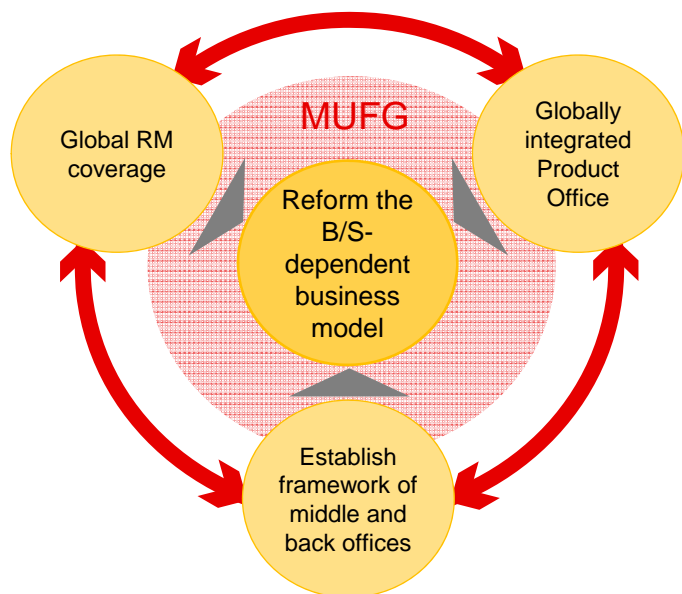 MUFG
Global RM
coverage
Globally
integrated
Product
Office
Reform the
B/S-
dependent
business
model
Establish
framework of
middle and
back offices